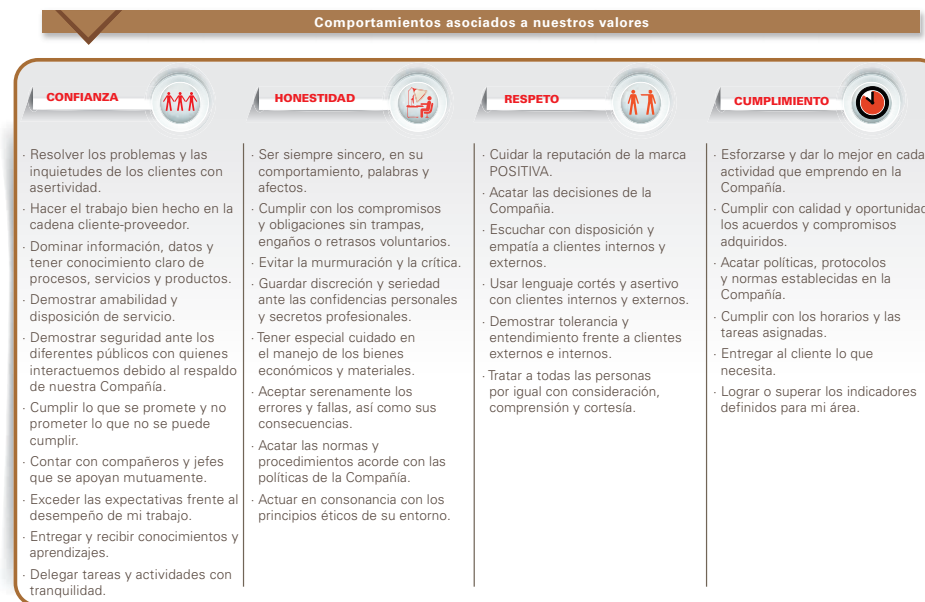 Comportamientos asociados a nuestros valores
CONFIANZA
· Resolver los problemas y las
inquietudes de los clientes con
asertividad.
· Hacer el trabajo bien hecho en la
cadena cliente-proveedor.
· Dominar información, datos y
tener conocimiento claro de
procesos, servicios y productos.
· Demostrar amabilidad y
disposición de servicio.
· Demostrar seguridad ante los
diferentes públicos con quienes
interactuemos debido al respaldo
de nuestra Compañía.
· Cumplir lo que se promete y no
prometer lo que no se puede
cumplir.
· Contar con compañeros y jefes
que se apoyan mutuamente.
· Exceder las expectativas frente al
desempeño de mi trabajo.
· Entregar y recibir conocimientos y
aprendizajes.
· Delegar tareas y actividades con
tranquilidad.
HONESTIDAD
· Ser siempre sincero, en su
comportamiento, palabras y
afectos.
· Cumplir con los compromisos
y obligaciones sin trampas,
engaños o retrasos voluntarios.
· Evitar la murmuración y la crítica.
· Guardar discreción y seriedad
ante las confidencias personales
y secretos profesionales.
· Tener especial cuidado en
el manejo de los bienes
económicos y materiales.
· Aceptar serenamente los
errores y fallas, así como sus
consecuencias.
· Acatar las normas y
procedimientos acorde con las
políticas de la Compañía.
· Actuar en consonancia con los
principios éticos de su entorno.
RESPETO
· Cuidar la reputación de la marca
POSITIVA.
· Acatar las decisiones de la
Compañia.
· Escuchar con disposición y
empatía a clientes internos y
externos.
· Usar lenguaje cortés y asertivo
con clientes internos y externos.
· Demostrar tolerancia y
entendimiento frente a clientes
externos e internos.
· Tratar a todas las personas
por igual con consideración,
comprensión y cortesía.
CUMPLIMIENTO
· Esforzarse y dar lo mejor en cada
actividad que emprendo en la
Compañía.
· Cumplir con calidad y oportunidad
los acuerdos y compromisos
adquiridos.
· Acatar políticas, protocolos
y normas establecidas en la
Compañía.
· Cumplir con los horarios y las
tareas asignadas.
· Entregar al cliente lo que
necesita.
· Lograr o superar los indicadores
definidos para mi área.